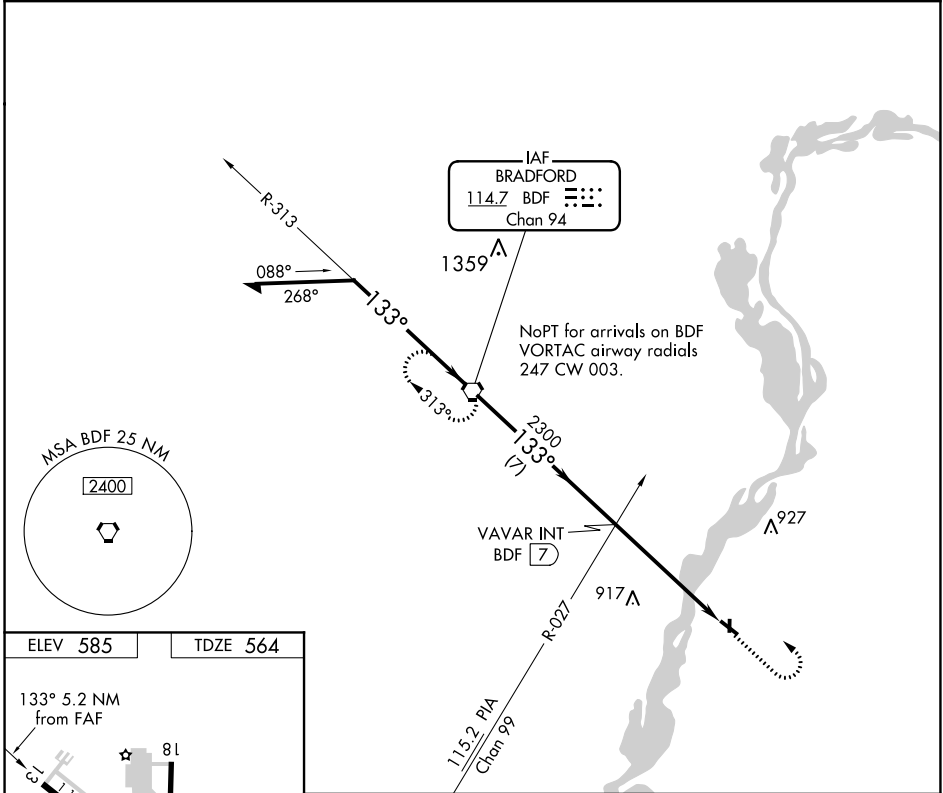 IAF
BRADFORD
114.7 BDF
Chan 94
R-313
1359
088°
268°
133°
NoPT for arrivals on BDF
VORTAC airway radials
247 CW 003.
313°
2300
133°
(7)
MSA BDF 25 NM
2400
VAVAR INT
BDF 7
927
917
R-027
115.2 PIA
Chan 99
ELEV 585
TDZE 564
133° 5.2 NM
from FAF
18
13